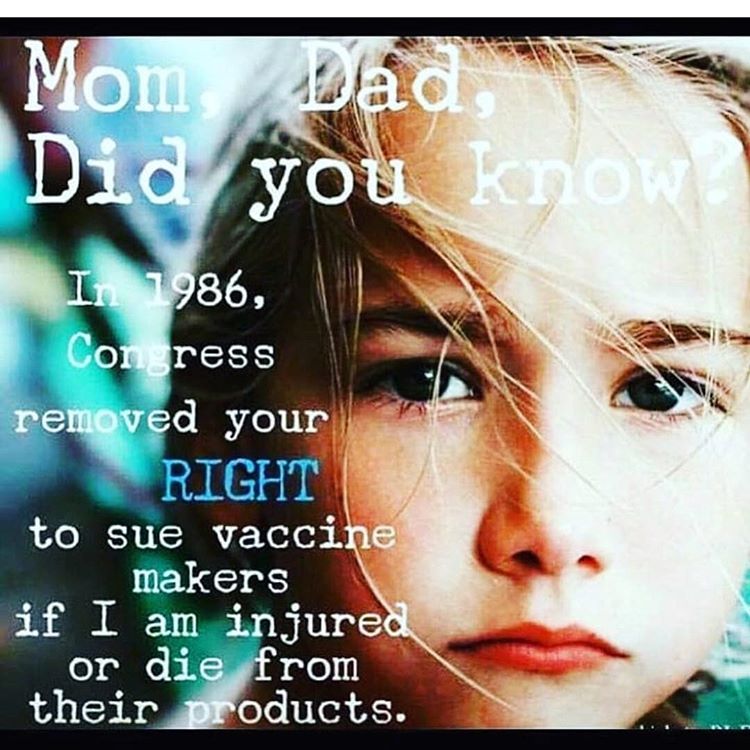 Mom, Dad,
Did you know?
In 1986,
Congress
removed your
RIGHT
to sue vaccine
makers
if I am injured
or die from
their products.